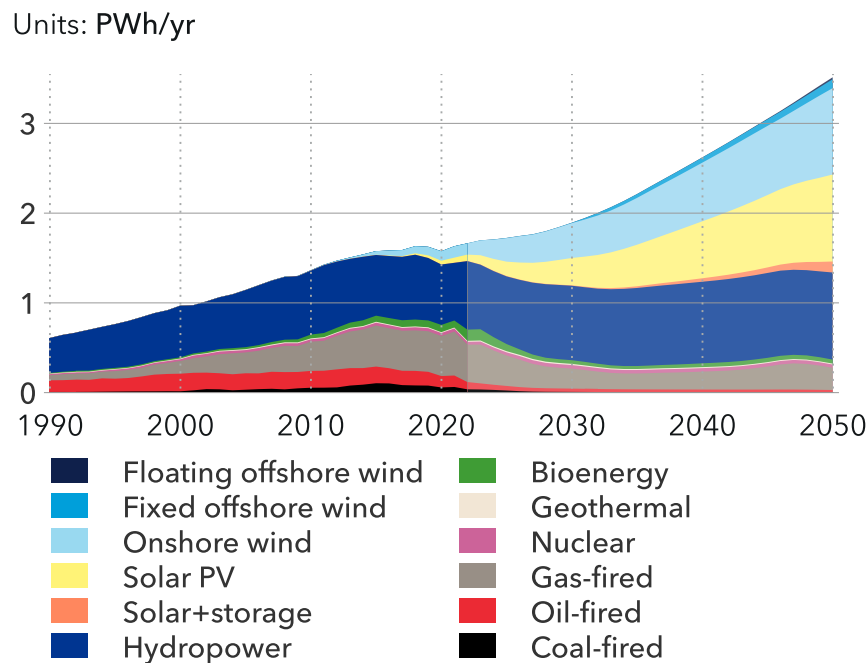 Units: PWh/yr
3
2
1
0
1990 2000 2010 2020 2030 2040 2050
Floating offshore wind
Fixed offshore wind
Onshore wind
Solar PV
Solar+storage
Hydropower
Bioenergy
Geothermal
Nuclear
Gas-fired
Oil-fired
Coal-fired